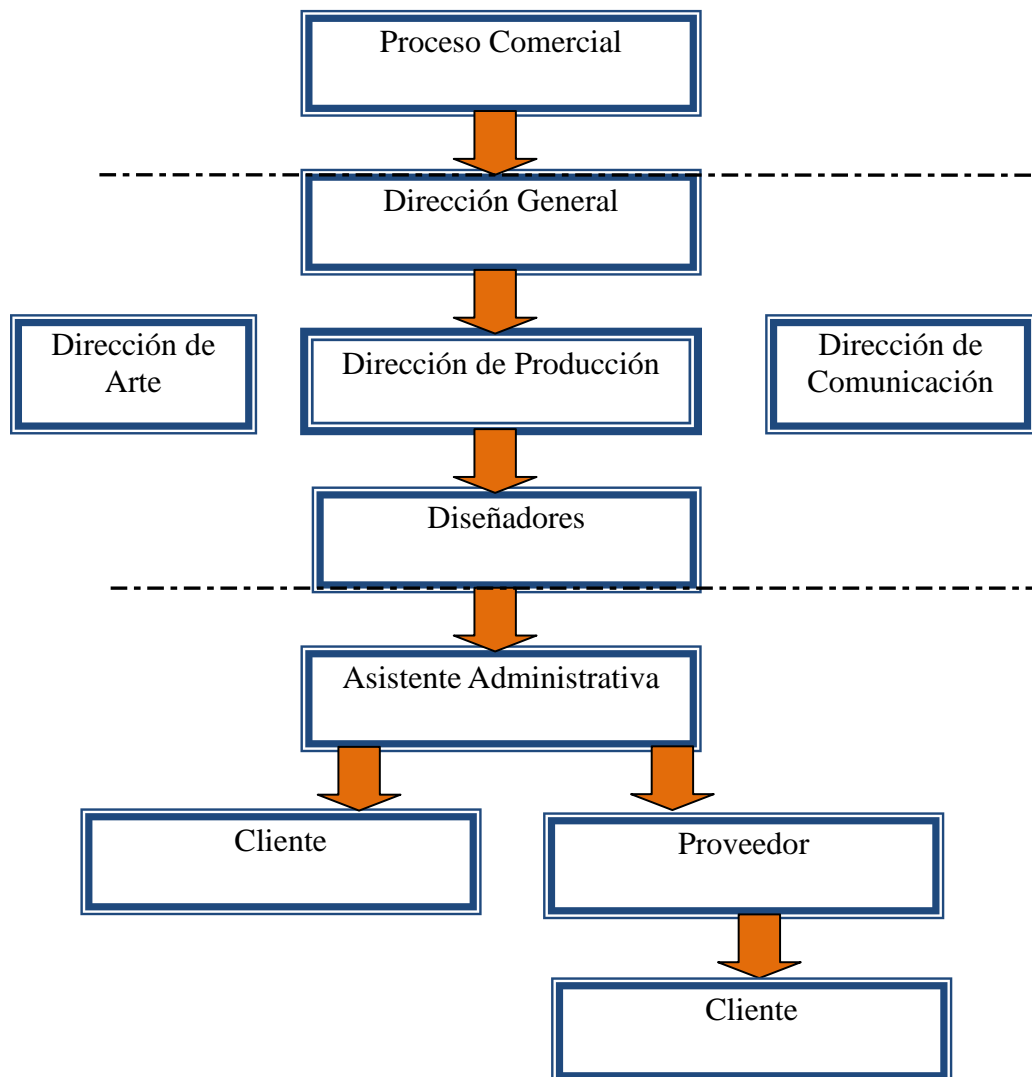 Proceso Comercial
Dirección General
Dirección de
Arte
Dirección de Producción
Dirección de
Comunicación
Diseñadores
Asistente Administrativa
Cliente
Proveedor
Cliente